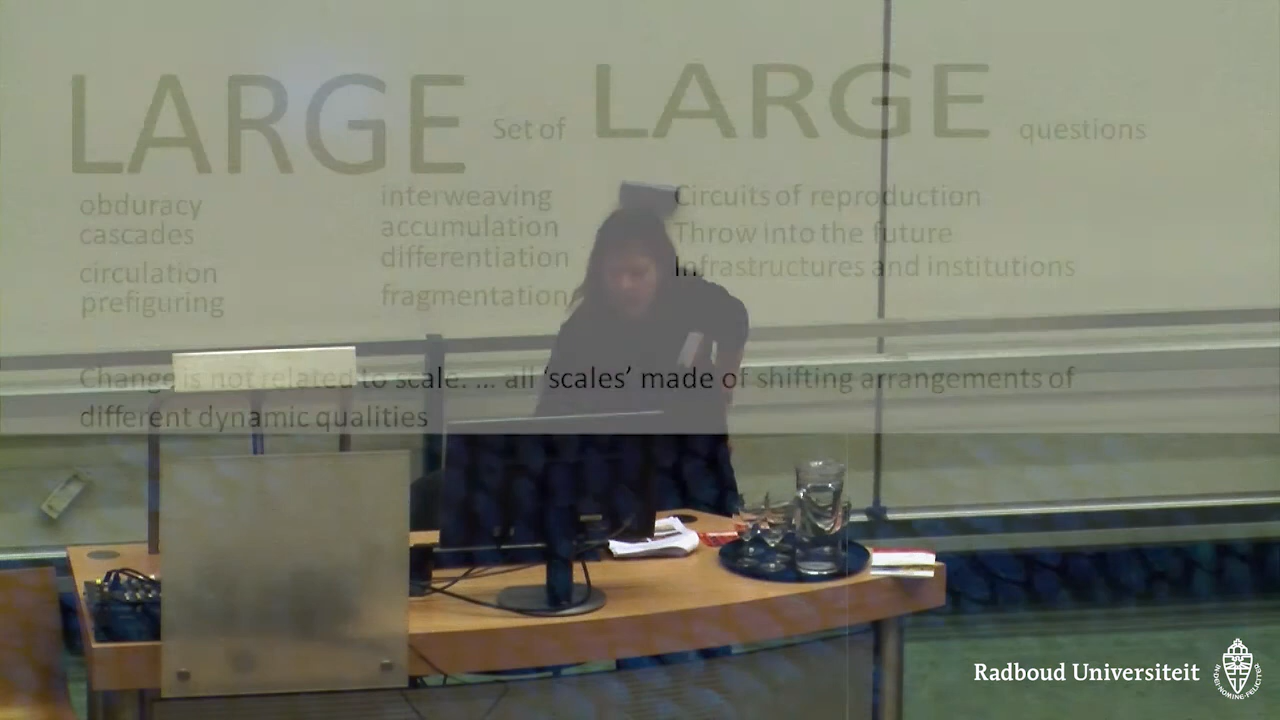 LARGE Set of LARGE questions
obduracy
cascades
circulation
prefiguring
interweaving
accumulation
differentiation
fragmentation
Circuits of reproduction
Throw into the future
Infrastructures and institutions
Change is not related to scale. ... all ‘scales’ made of shifting arrangements of
different dynamic qualities
Radboud Universiteit